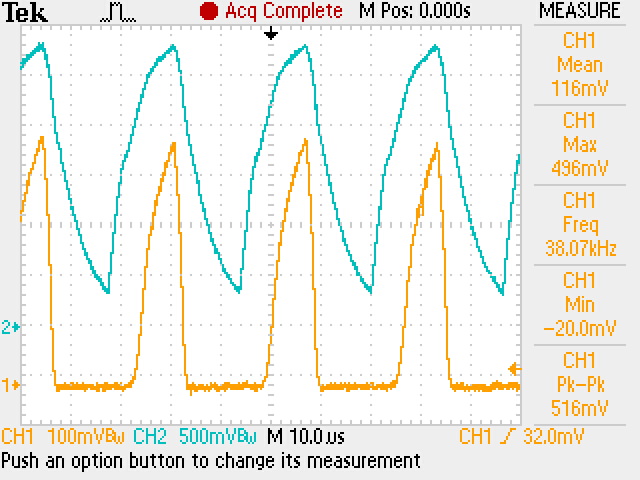 Tek Acq Complete M Pos: 0.000s MEASURE
CH1
Mean
116mV
CH1
Max
496mV
CH1
Freq
38.07kHz
CH1
Min
-20.0mV
CH1
Pk-Pk
516mV
2
1
CH1 100mVBw CH2 500mVBw M 10.0us CH1 32.0mV
Push an option button to change its measurement